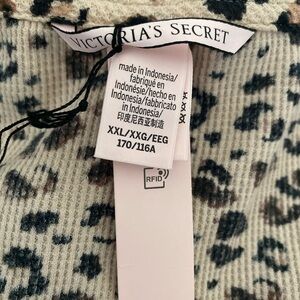 VICTORIA'S SECRET
made in Indonesia/
fabriqué en
Indonésie/hecho en
Indonesia/fabricado
in Indonesia/
印度尼西亚制造
XXL/XXG/EEG
170/116A
RFID